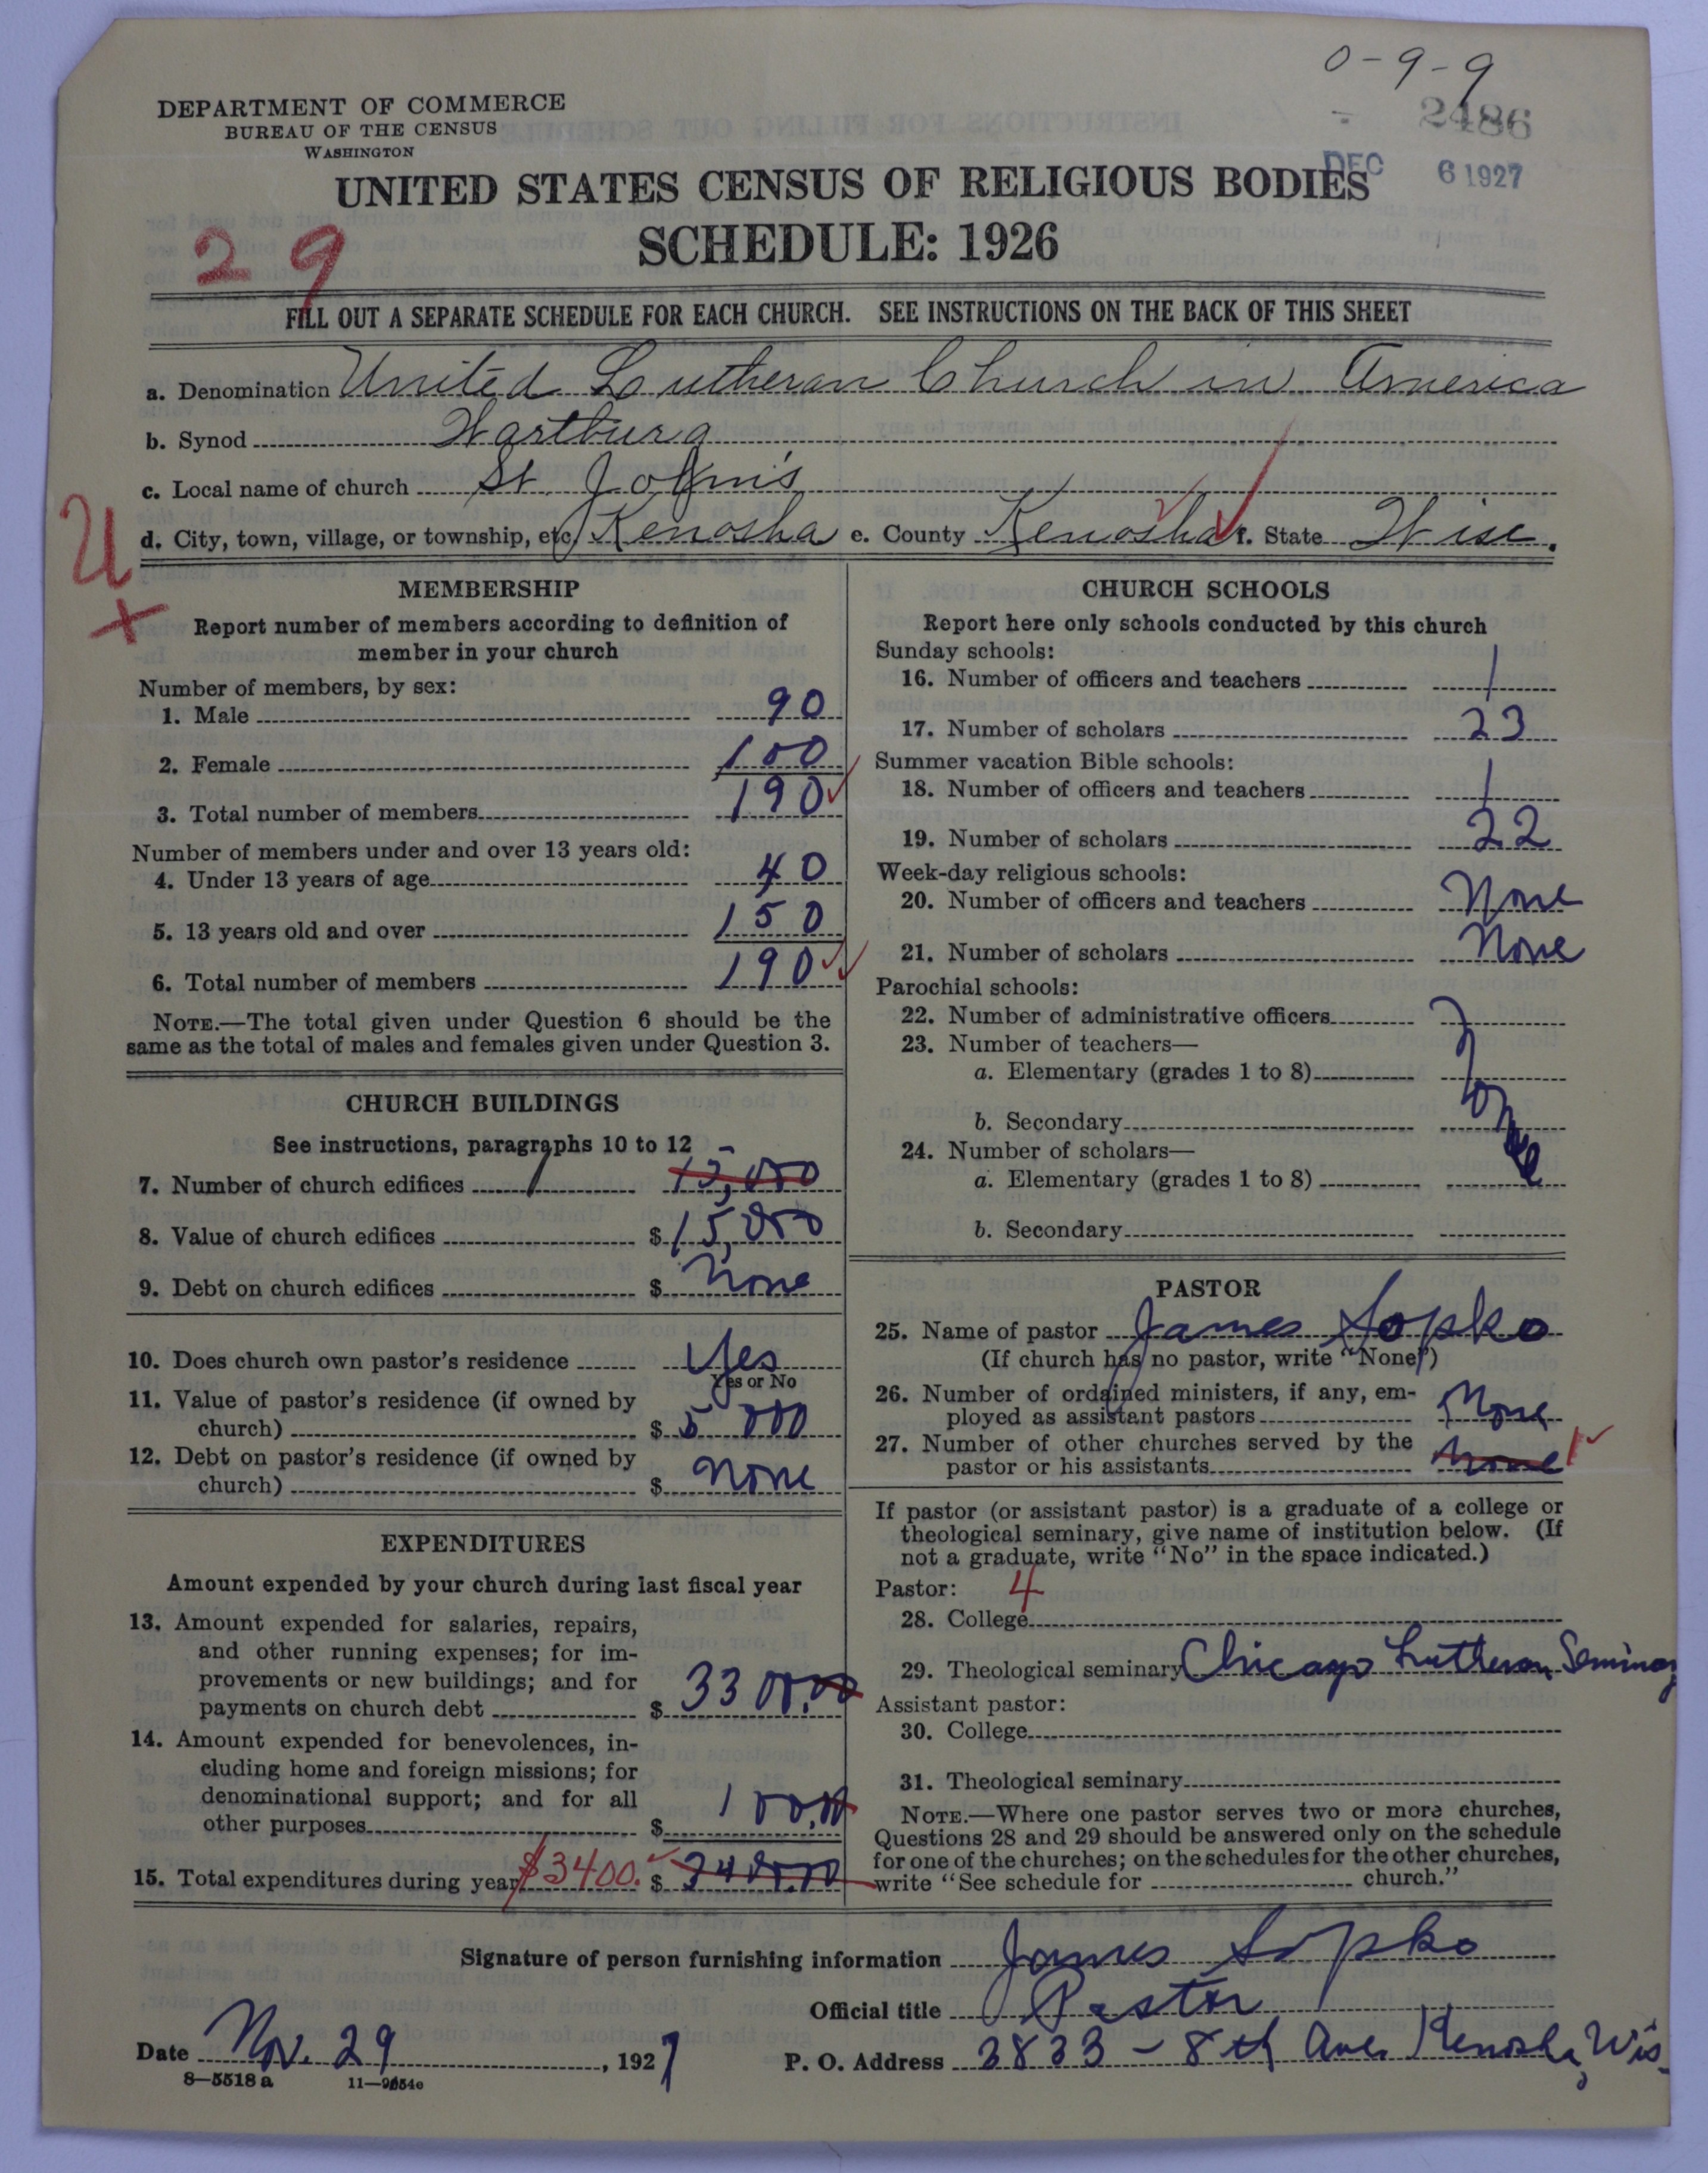 0-9-9
DEPARTMENT OF COMMERCE
BUREAU OF THE CENSUS
WASHINGTON
2486
DEC 6 1927
UNITED STATES CENSUS OF RELIGIOUS BODIES
SCHEDULE: 1926
29
FILL OUT A SEPARATE SCHEDULE FOR EACH CHURCH. SEE INSTRUCTIONS ON THE BACK OF THIS SHEET
a. Denomination United Lutheran Church in America
b. Synod Wartburg
c. Local name of church St. John's
d. City, town, village, or township, etc. Kenosha e. County Kenosha f. State Wisc.
U
+
MEMBERSHIP
Report number of members according to definition of
member in your church
Number of members, by sex:
1. Male 90
2. Female 100
3. Total number of members 190
Number of members under and over 13 years old:
4. Under 13 years of age 40
5. 13 years old and over 150
6. Total number of members 190
NOTE.—The total given under Question 6 should be the
same as the total of males and females given under Question 3.
CHURCH BUILDINGS
See instructions, paragraphs 10 to 12
7. Number of church edifices 1 15,000
8. Value of church edifices $ 15,000
9. Debt on church edifices $ None
10. Does church own pastor's residence Yes
Yes or No
11. Value of pastor's residence (if owned by
church) $ 5 000
12. Debt on pastor's residence (if owned by
church) $ none
EXPENDITURES
Amount expended by your church during last fiscal year
13. Amount expended for salaries, repairs,
and other running expenses; for im-
provements or new buildings; and for
payments on church debt $ 3300.00
14. Amount expended for benevolences, in-
cluding home and foreign missions; for
denominational support; and for all
other purposes $ 100.00
15. Total expenditures during year $3400. $ 3400.00
CHURCH SCHOOLS
Report here only schools conducted by this church
Sunday schools:
16. Number of officers and teachers 1
17. Number of scholars 23
Summer vacation Bible schools:
18. Number of officers and teachers 1
19. Number of scholars 22
Week-day religious schools:
20. Number of officers and teachers None
21. Number of scholars None
Parochial schools:
22. Number of administrative officers
23. Number of teachers—
a. Elementary (grades 1 to 8)
None
b. Secondary
24. Number of scholars—
a. Elementary (grades 1 to 8)
b. Secondary
PASTOR
25. Name of pastor James Sopko
(If church has no pastor, write "None")
26. Number of ordained ministers, if any, em-
ployed as assistant pastors None
27. Number of other churches served by the
pastor or his assistants None 1
If pastor (or assistant pastor) is a graduate of a college or
theological seminary, give name of institution below. (If
not a graduate, write "No" in the space indicated.)
Pastor: 4
28. College
29. Theological seminary Chicago Lutheran Seminary
Assistant pastor:
30. College
31. Theological seminary
NOTE.—Where one pastor serves two or more churches,
Questions 28 and 29 should be answered only on the schedule
for one of the churches; on the schedules for the other churches,
write "See schedule for church."
Signature of person furnishing information James Sopko
Official title Pastor
Date Nov. 29, 1927 P. O. Address 3833 - 8th Ave. Kenosha, Wis.
8-5518 a